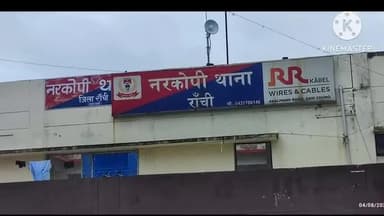 KINEMASTER
नरकोपी था
जिला राँची
नरकोपी थाना
राँची
RR KABEL
WIRES & CABLES